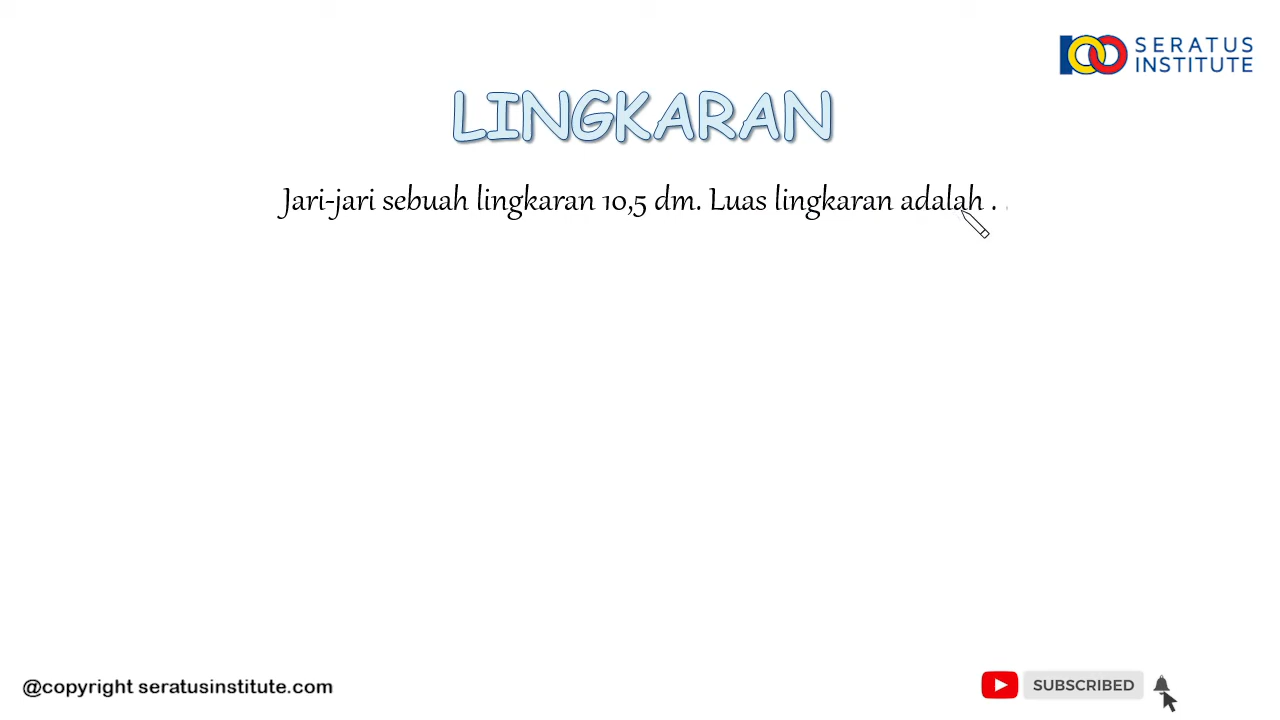 SERATUS
INSTITUTE
LINGKARAN
Jari-jari sebuah lingkaran 10,5 dm. Luas lingkaran adalah .
@copyright seratusinstitute.com
SUBSCRIBED